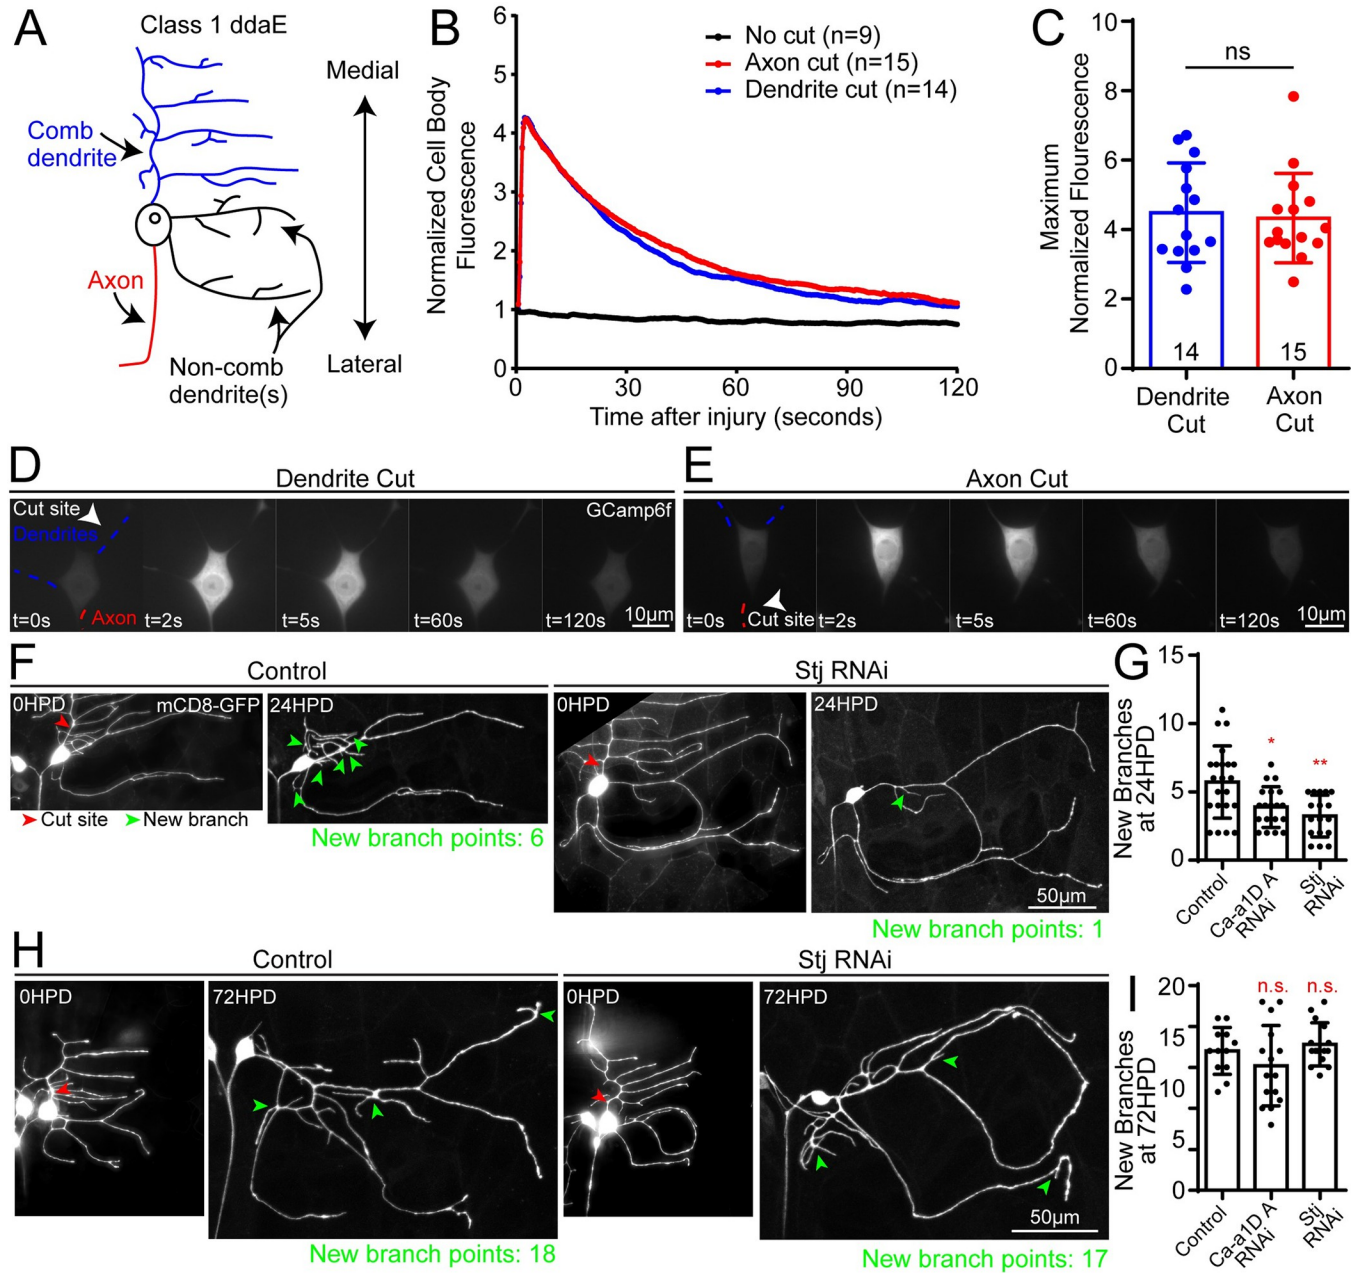 A
Class 1 ddaE
Comb
dendrite
Axon
Non-comb
dendrite(s)
Medial
Lateral
B
Normalized Cell Body
Fluorescence
6
5
4
3
2
1
0
0
30
60
90
120
Time after injury (seconds)
No cut (n=9)
Axon cut (n=15)
Dendrite cut (n=14)
C
Maximum
Normalized Flourescence
10
8
6
4
2
0
ns
14
15
Dendrite
Cut
Axon
Cut
D
Dendrite Cut
Cut site
Dendrites
Axon
GCamp6f
t=0s
t=2s
t=5s
t=60s
t=120s
10µm
E
Axon Cut
Cut site
t=0s
t=2s
t=5s
t=60s
t=120s
10µm
F
Control
0HPD
mCD8-GFP
24HPD
Cut site
New branch
New branch points: 6
Stj RNAi
0HPD
24HPD
50µm
New branch points: 1
G
New Branches
at 24HPD
15
10
5
0
*
**
Control
Ca-a1D A
RNAi
Stj
RNAi
H
Control
0HPD
72HPD
New branch points: 18
Stj RNAi
0HPD
72HPD
50µm
New branch points: 17
I
New Branches
at 72HPD
20
15
10
5
0
n.s.
n.s.
Control
Ca-a1D A
RNAi
Stj
RNAi